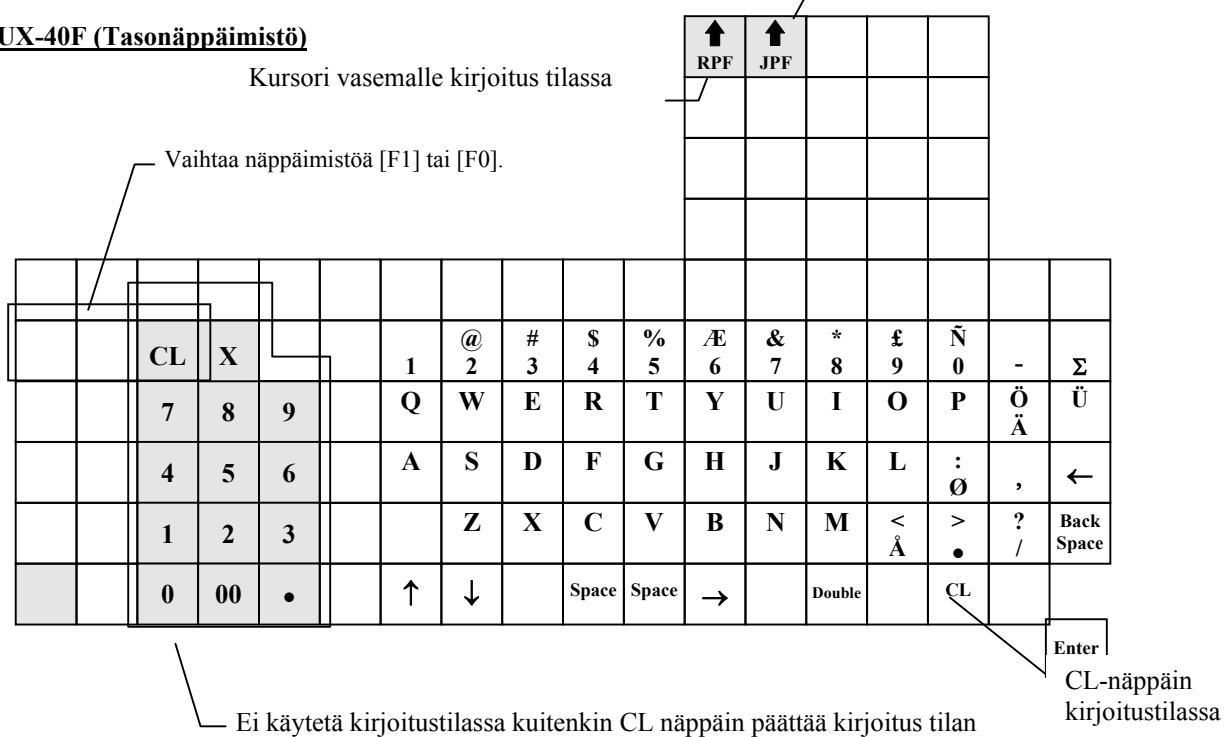 UX-40F (Tasonäppäimistö)
RPF JPF
Kursori vasemalle kirjoitus tilassa
Vaihtaa näppäimistöä [F1] tai [F0].
CL X
@ # $ % Æ & * £ Ñ
1 2 3 4 5 6 7 8 9 0 - Σ
7 8 9 Q W E R T Y U I O P Ö Ü
Ä
4 5 6 A S D F G H J K L : , ←
Ø
1 2 3 Z X C V B N M < > ? Back
Å • / Space
0 00 • ↑ ↓ Space Space → Double CL
Enter
CL-näppäin
kirjoitustilassa
Ei käytetä kirjoitustilassa kuitenkin CL näppäin päättää kirjoitus tilan